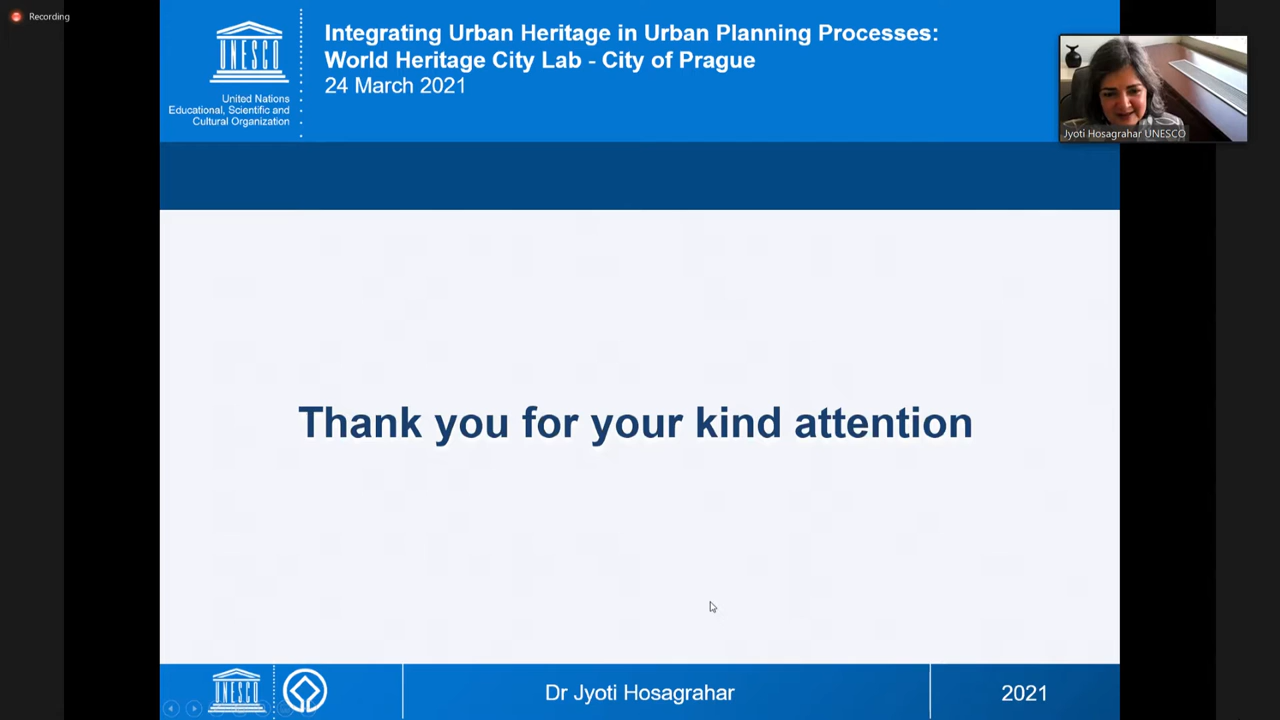 Recording
UNESCO
United Nations
Educational, Scientific and
Cultural Organization
Integrating Urban Heritage in Urban Planning Processes:
World Heritage City Lab - City of Prague
24 March 2021
Jyoti Hosagrahar UNESCO
Thank you for your kind attention
UNESCO
Dr Jyoti Hosagrahar
2021